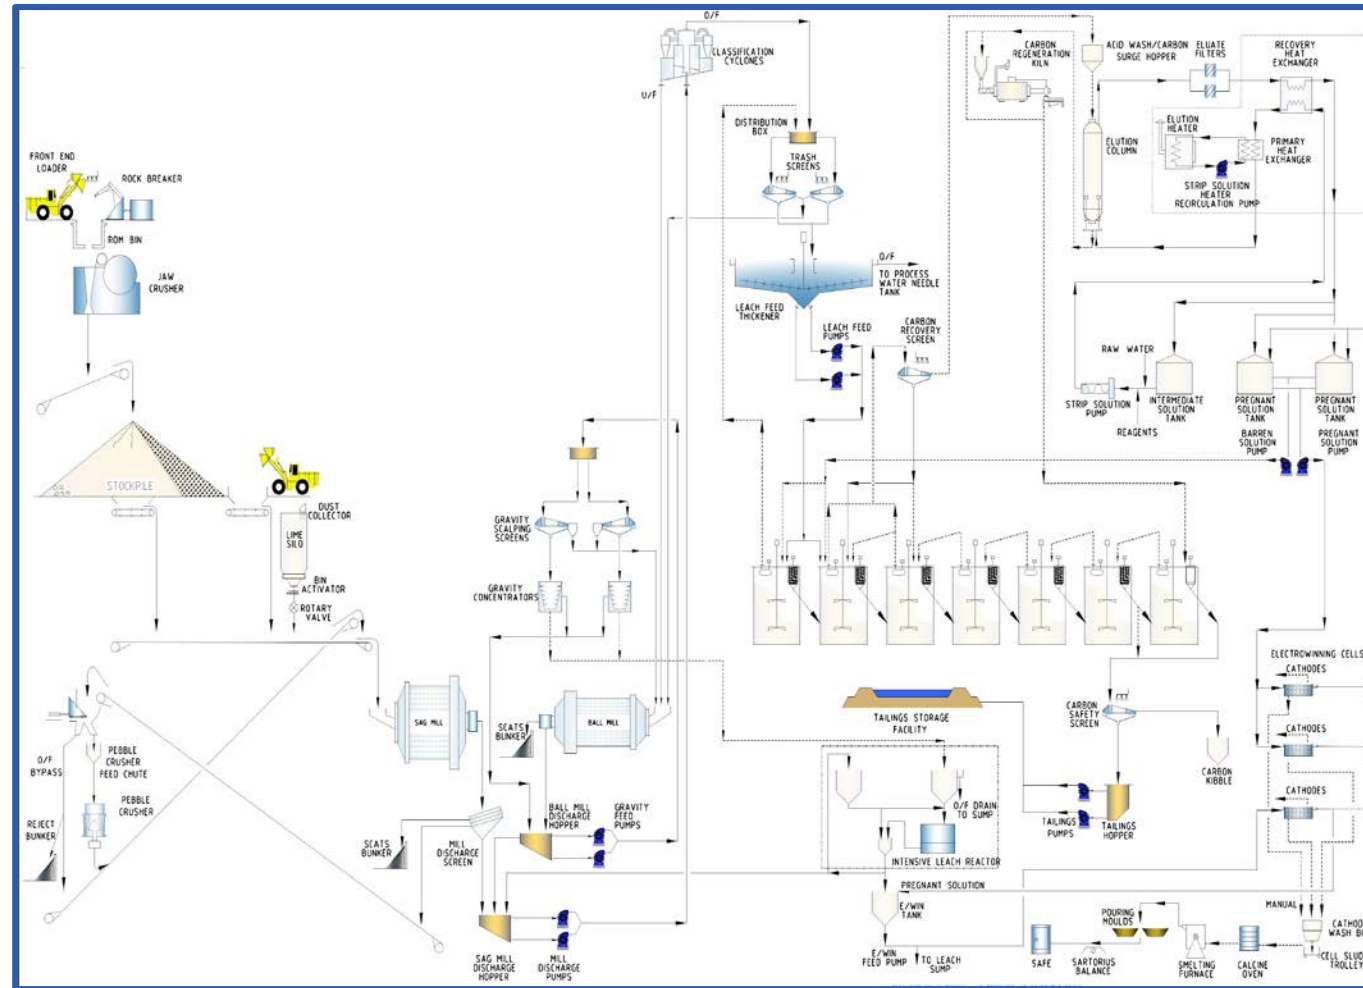 O/F
CLASSIFICATION
CYCLONES
U/F
CARBON
REGENERATION
KILN
ACID WASH/CARBON
SURGE HOPPER
ELUATE
FILTERS
RECOVERY
HEAT
EXCHANGER
DISTRIBUTION
BOX
TRASH
SCREENS
ELUTION
COLUMN
ELUTION
HEATER
PRIMARY
HEAT
EXCHANGER
STRIP SOLUTION
HEATER
RECIRCULATION PUMP
FRONT END
LOADER
ROCK BREAKER
ROM BIN
JAW
CRUSHER
O/F
TO PROCESS
WATER NEEDLE
TANK
LEACH FEED
THICKENER
LEACH FEED
PUMPS
CARBON
RECOVERY
SCREEN
RAW WATER
STRIP SOLUTION
PUMP
REAGENTS
INTERMEDIATE
SOLUTION
TANK
PREGNANT
SOLUTION
TANK
PREGNANT
SOLUTION
TANK
BARREN
SOLUTION
PUMP
PREGNANT
SOLUTION
PUMP
STOCKPILE
DUST
COLLECTOR
LIME
SILO
BIN
ACTIVATOR
ROTARY
VALVE
GRAVITY
SCALPING
SCREENS
GRAVITY
CONCENTRATORS
SAG MILL
BALL MILL
SCATS
BUNKER
TAILINGS STORAGE
FACILITY
ELECTROWINNING CELLS
CATHODES
CATHODES
CATHODES
CARBON
SAFETY
SCREEN
CARBON
KIBBLE
O/F
BYPASS
PEBBLE
CRUSHER
FEED CHUTE
PEBBLE
CRUSHER
REJECT
BUNKER
SCATS
BUNKER
MILL
DISCHARGE
SCREEN
BALL MILL
DISCHARGE
HOPPER
GRAVITY
FEED
PUMPS
O/F DRAIN
TO SUMP
INTENSIVE LEACH REACTOR
TAILINGS
PUMPS
TAILINGS
HOPPER
PREGNANT SOLUTION
E/WIN
TANK
SAG MILL
DISCHARGE
HOPPER
MILL
DISCHARGE
PUMPS
E/WIN
FEED PUMP
TO LEACH
SUMP
SAFE
POURING
MOULDS
SARTORIUS
BALANCE
SMELTING
FURNACE
CALCINE
OVEN
MANUAL
CATHOD
WASH BO
CELL SLUD
TROLLEY